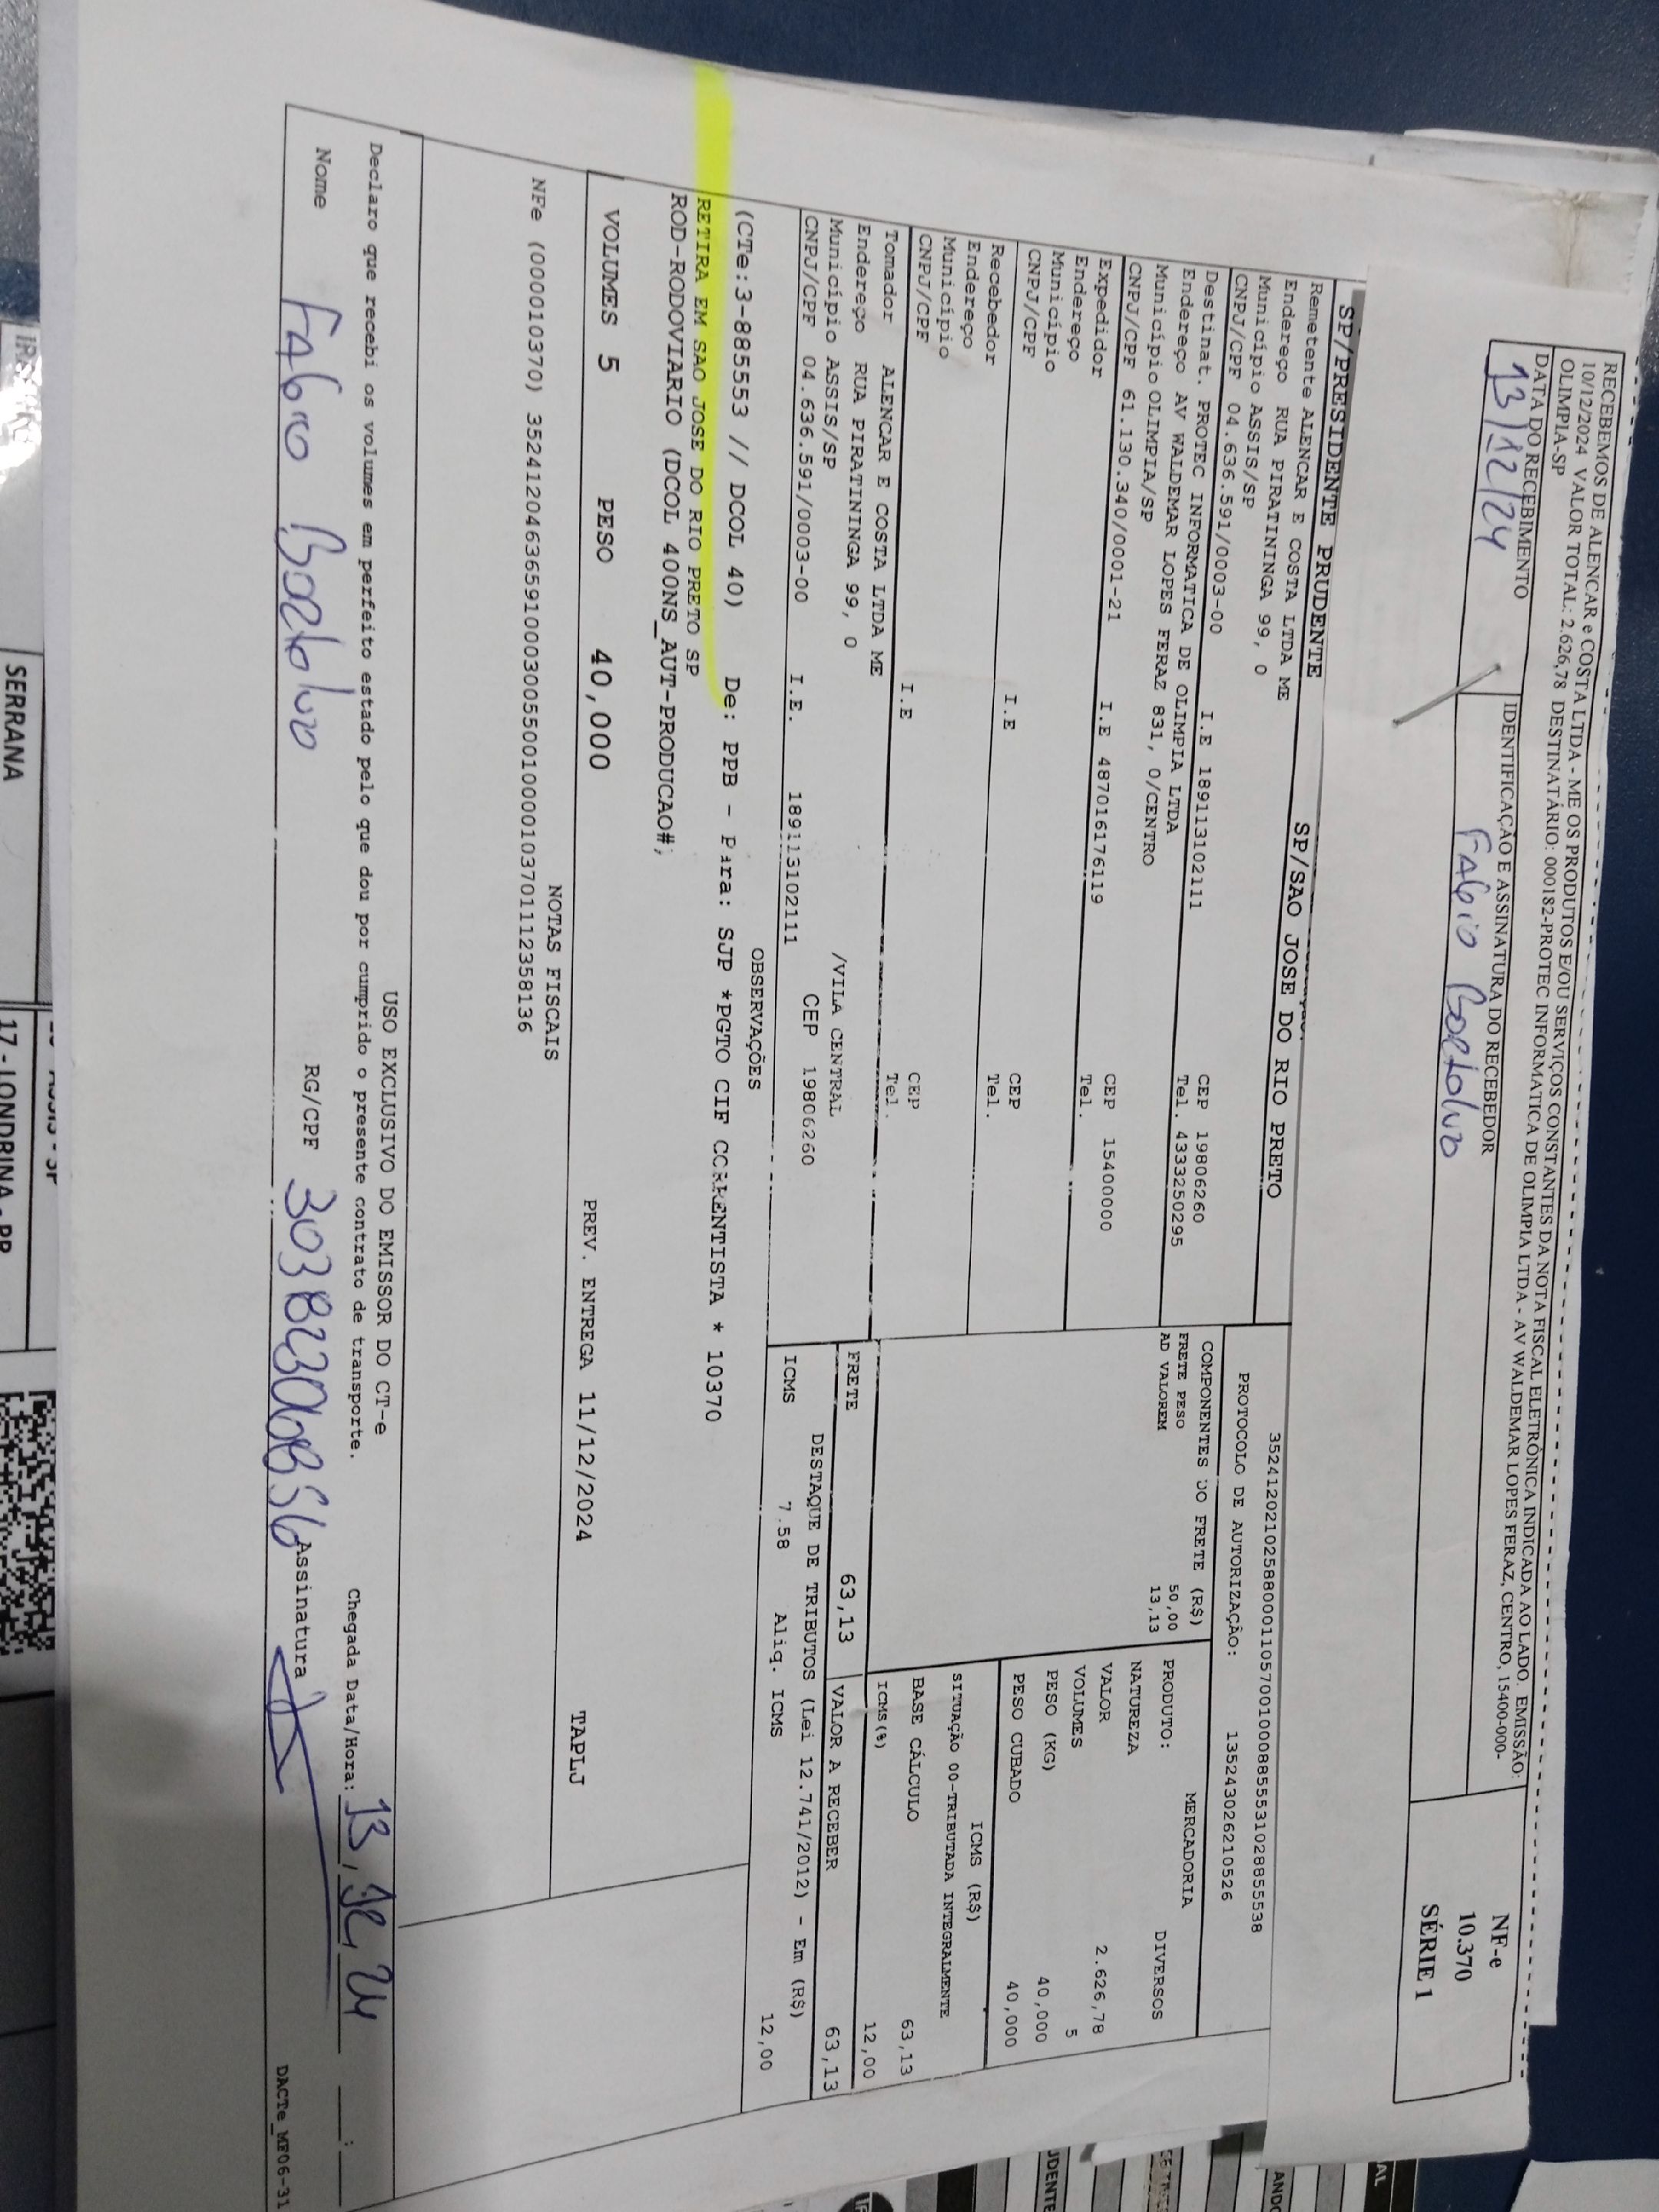 RECEBEMOS DE ALENCAR e COSTA LTDA - ME OS PRODUTOS E/OU SERVIÇOS CONSTANTES DA NOTA FISCAL ELETRÔNICA INDICADA AO LADO. EMISSÃO:
10/12/2024 VALOR TOTAL: 2.626,78 DESTINATÁRIO: 000182-PROTEC INFORMATICA DE OLIMPIA LTDA - AV WALDEMAR LOPES FERAZ, CENTRO, 15400-000-
OLIMPIA-SP
DATA DO RECEBIMENTO
IDENTIFICAÇÃO E ASSINATURA DO RECEBEDOR
13/12/24
Fabio Bortoluzo
NF-e
10.370
SÉRIE 1
SP/PRESIDENTE PRUDENTE
SP/SAO JOSE DO RIO PRETO
35241202102588000110570010008855531028855538
PROTOCOLO DE AUTORIZAÇÃO: 135243026210526
Remetente ALENCAR E COSTA LTDA ME
Endereço RUA PIRATININGA 99, 0
Município ASSIS/SP CEP 19806260
CNPJ/CPF 04.636.591/0003-00 I.E 189113102111 Tel. 4333250295
Destinat. PROTEC INFORMATICA DE OLIMPIA LTDA
Endereço AV WALDEMAR LOPES FERAZ 831, 0/CENTRO
Município OLIMPIA/SP CEP 15400000
CNPJ/CPF 61.130.340/0001-21 I.E 487016176119 Tel.
Expedidor
Endereço
Município CEP
CNPJ/CPF I.E Tel.
Recebedor
Endereço
Município CEP
CNPJ/CPF I.E Tel.
Tomador ALENCAR E COSTA LTDA ME
Endereço RUA PIRATININGA 99, 0 /VILA CENTRAL
Município ASSIS/SP CEP 19806260
CNPJ/CPF 04.636.591/0003-00 I.E. 189113102111
COMPONENTES DO FRETE (R$)
FRETE PESO 50,00
AD VALOREM 13,13
MERCADORIA
PRODUTO: DIVERSOS
NATUREZA
VALOR 2.626,78
VOLUMES 5
PESO (KG) 40,000
PESO CUBADO 40,000
ICMS (R$)
SITUAÇÃO 00-TRIBUTADA INTEGRALMENTE
BASE CÁLCULO 63,13
ICMS(%) 12,00
FRETE 63,13
VALOR A RECEBER 63,13
DESTAQUE DE TRIBUTOS (Lei 12.741/2012) - Em (R$)
ICMS 7.58 Aliq. ICMS 12,00
OBSERVAÇÕES
(CTe:3-885553 // DCOL 40) De: PPB - Para: SJP *PGTO CIF CORRENTISTA * 10370
RETIRA EM SAO JOSE DO RIO PRETO SP
ROD-RODOVIARIO (DCOL 400NS_AUT-PRODUCAO#;
VOLUMES 5 PESO 40,000 PREV. ENTREGA 11/12/2024 TAPLJ
NOTAS FISCAIS
NFe (000010370) 35241204636591000300550010000103701112358136
USO EXCLUSIVO DO EMISSOR DO CT-e
Declaro que recebi os volumes em perfeito estado pelo que dou por cumprido o presente contrato de transporte.
Chegada Data/Hora: 13/12/24 __:__
Nome Fabio Bortoluzo RG/CPF Assinatura
DACTe_MF06-31
SERRANA
17 - LONDRINA - PR